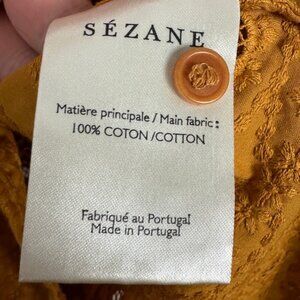 SÉZANE
Matière principale / Main fabric :
100% COTON /COTTON
Fabriqué au Portugal
Made in Portugal